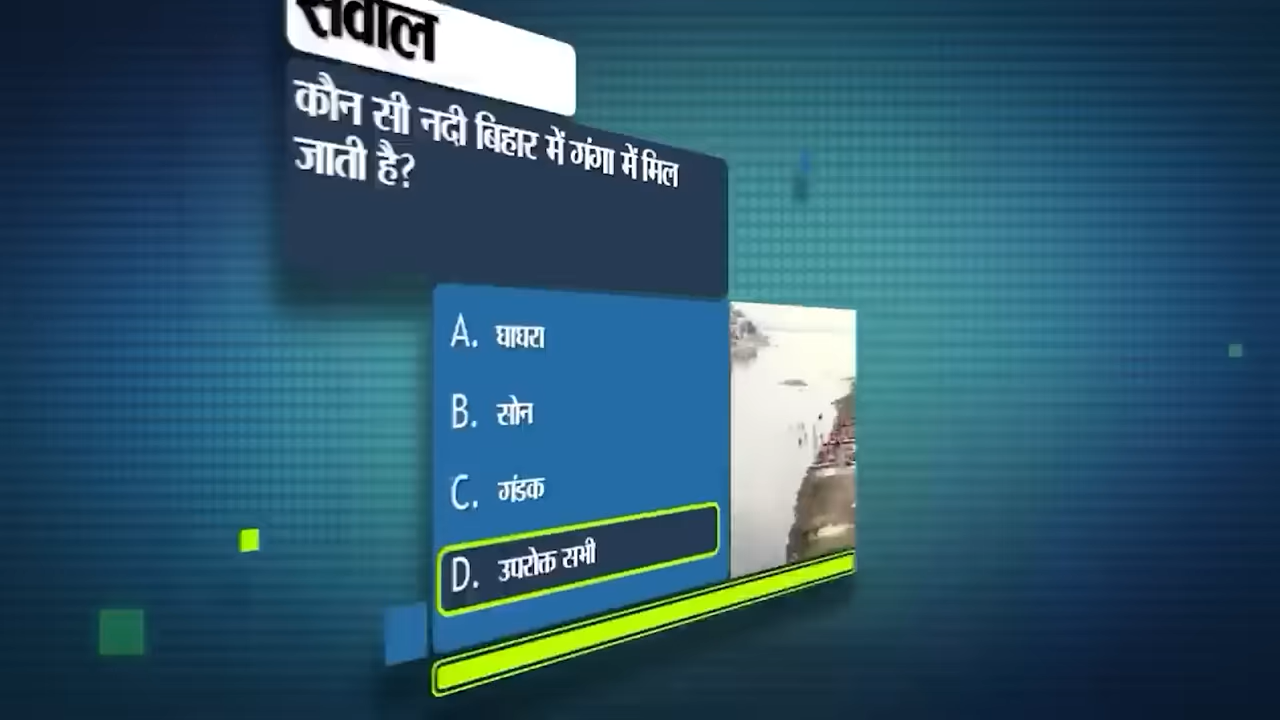 सवाल
कौन सी नदी बिहार में गंगा में मिल
जाती है?
A. घाघरा
B. सोन
C. गंडक
D. उपरोक्त सभी